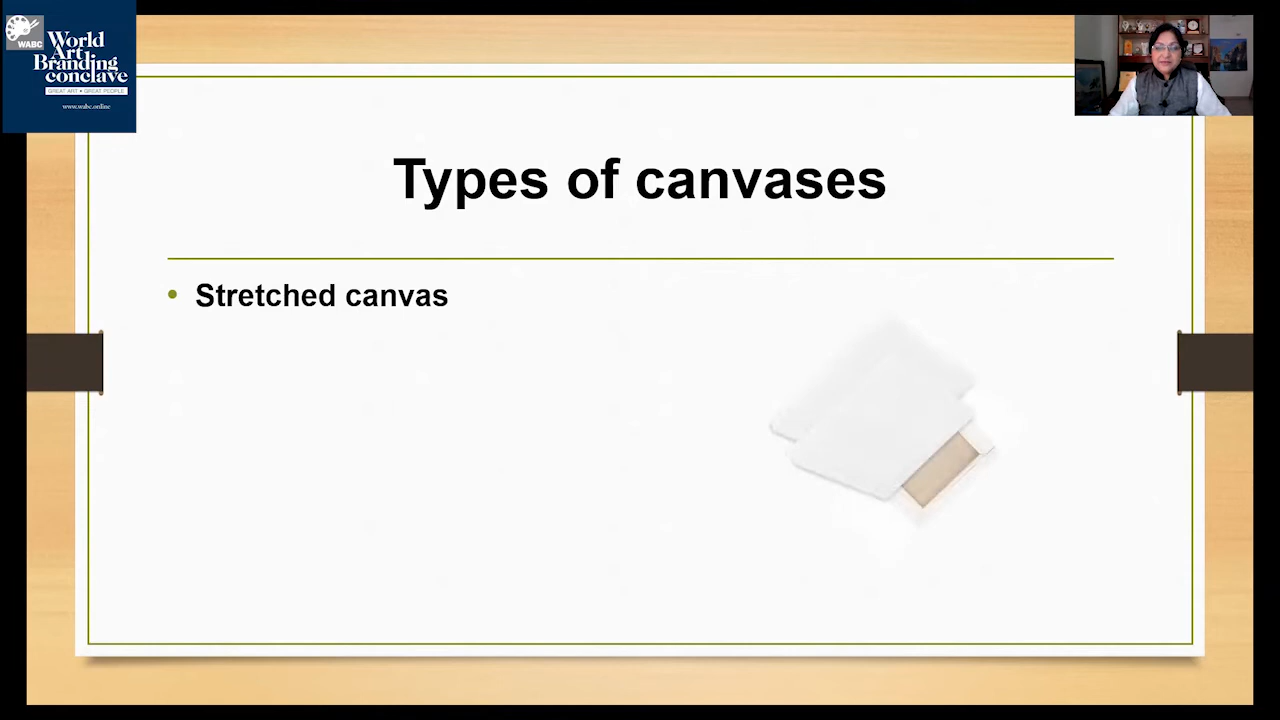 WABC
World
Art
Branding
conclave
GREAT ART • GREAT PEOPLE
www.wabc.online
Types of canvases
• Stretched canvas